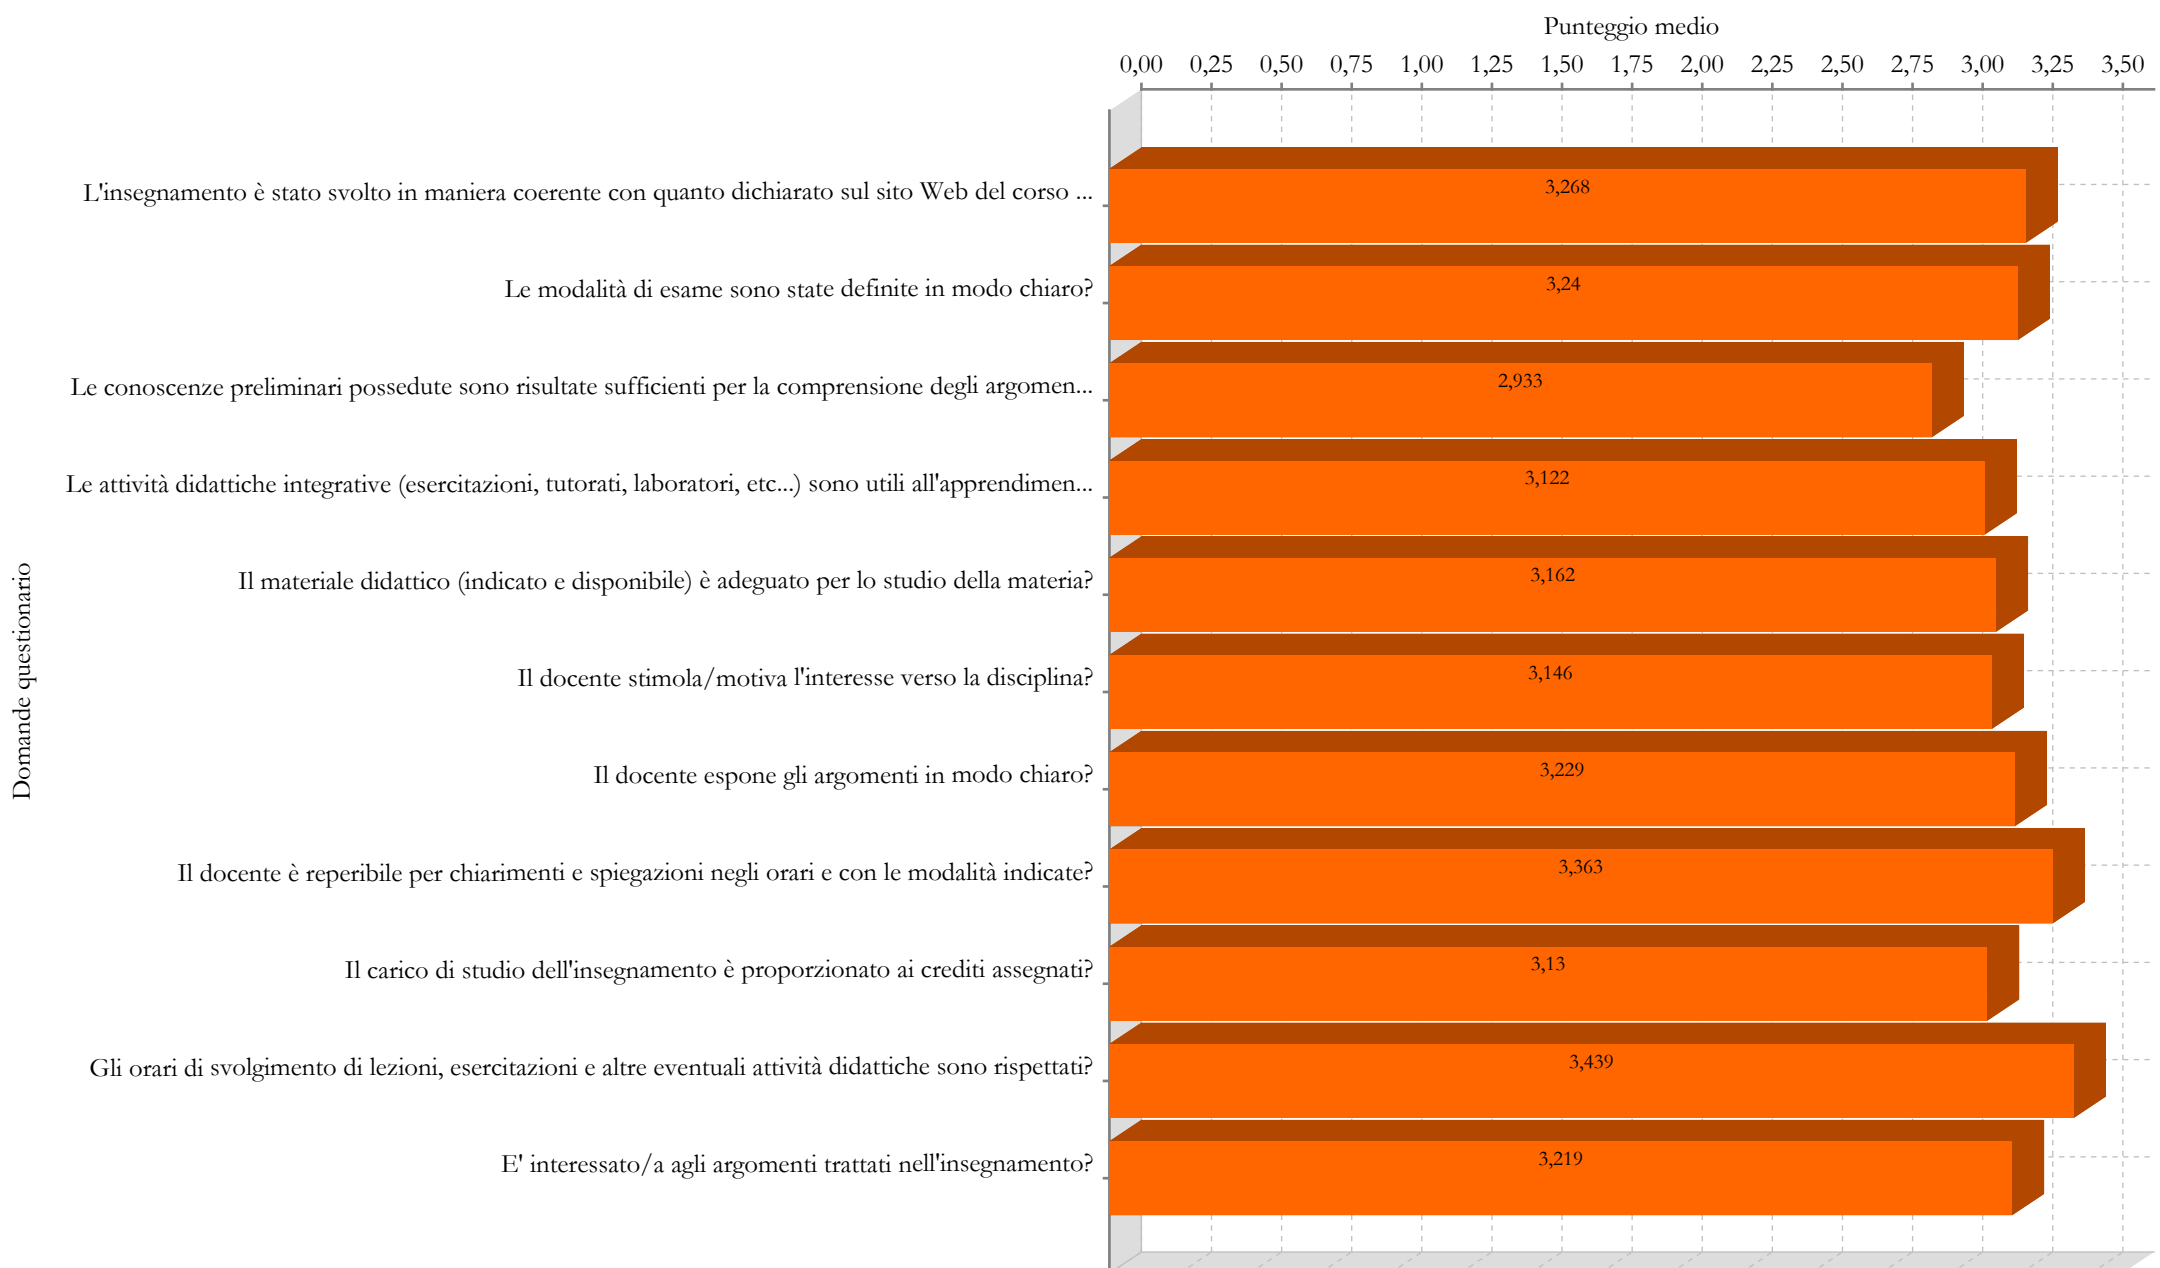 Punteggio medio
0,00 0,25 0,50 0,75 1,00 1,25 1,50 1,75 2,00 2,25 2,50 2,75 3,00 3,25 3,50
Domande questionario
L'insegnamento è stato svolto in maniera coerente con quanto dichiarato sul sito Web del corso ...
3,268
Le modalità di esame sono state definite in modo chiaro?
3,24
Le conoscenze preliminari possedute sono risultate sufficienti per la comprensione degli argomen...
2,933
Le attività didattiche integrative (esercitazioni, tutorati, laboratori, etc...) sono utili all'apprendimen...
3,122
Il materiale didattico (indicato e disponibile) è adeguato per lo studio della materia?
3,162
Il docente stimola/motiva l'interesse verso la disciplina?
3,146
Il docente espone gli argomenti in modo chiaro?
3,229
Il docente è reperibile per chiarimenti e spiegazioni negli orari e con le modalità indicate?
3,363
Il carico di studio dell'insegnamento è proporzionato ai crediti assegnati?
3,13
Gli orari di svolgimento di lezioni, esercitazioni e altre eventuali attività didattiche sono rispettati?
3,439
E' interessato/a agli argomenti trattati nell'insegnamento?
3,219